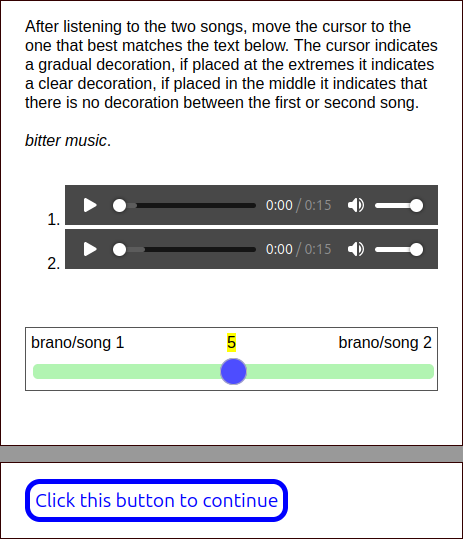 After listening to the two songs, move the cursor to the
one that best matches the text below. The cursor indicates
a gradual decoration, if placed at the extremes it indicates
a clear decoration, if placed in the middle it indicates that
there is no decoration between the first or second song.
bitter music.
1. 0:00 / 0:15
2. 0:00 / 0:15
brano/song 1 5 brano/song 2
Click this button to continue